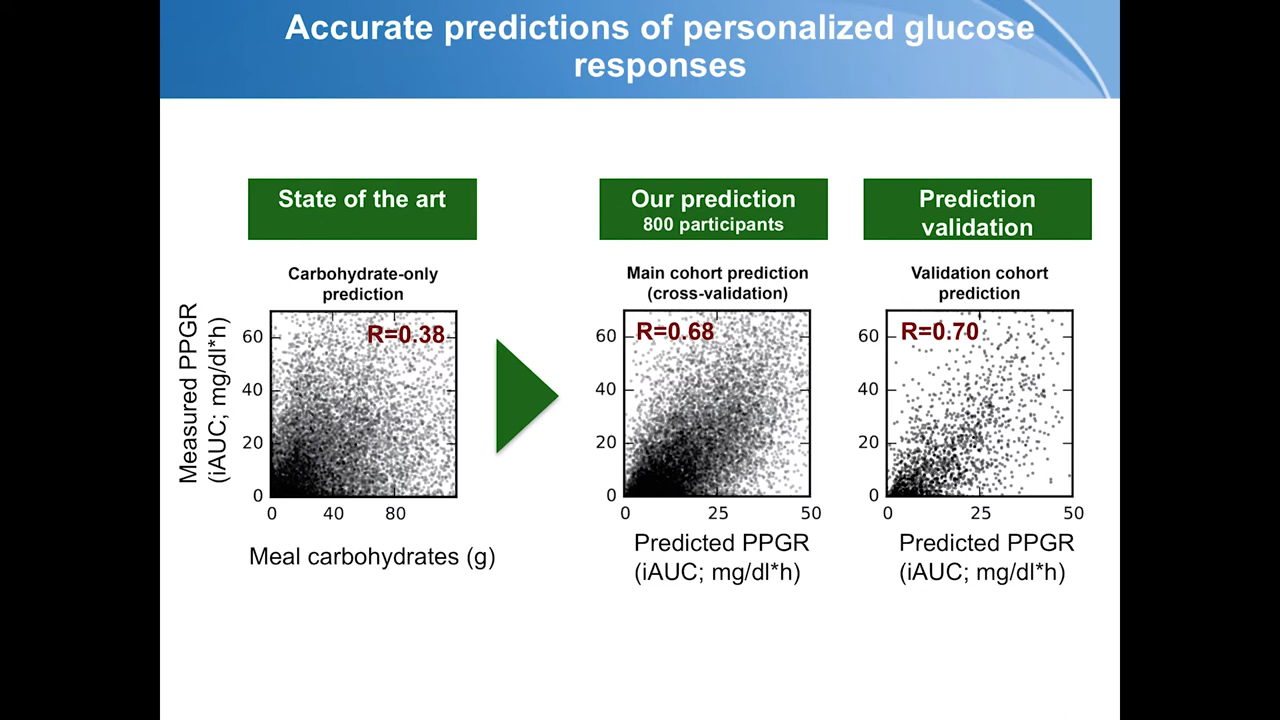 Accurate predictions of personalized glucose
responses
State of the art
Carbohydrate-only
prediction
R=0.38
Measured PPGR
(iAUC; mg/dl*h)
60
40
20
0
0 40 80
Meal carbohydrates (g)
Our prediction
800 participants
Main cohort prediction
(cross-validation)
R=0.68
60
40
20
0
0 25 50
Predicted PPGR
(iAUC; mg/dl*h)
Prediction
validation
Validation cohort
prediction
R=0.70
60
40
20
0
0 25 50
Predicted PPGR
(iAUC; mg/dl*h)